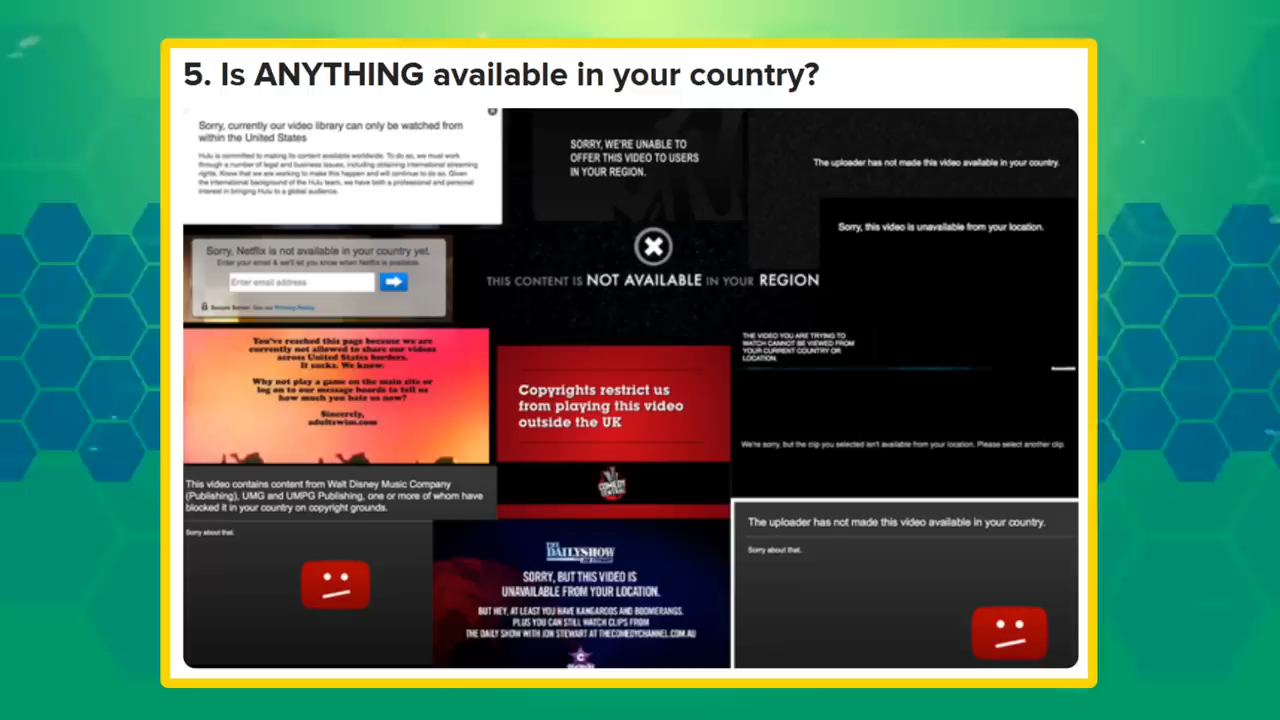 5. Is ANYTHING available in your country?
Sorry, currently our video library can only be watched from
within the United States
Hulu is committed to making its content available worldwide. To do so, we must work
through a number of legal and business issues, including obtaining international streaming
rights. Know that we are working to make this happen and will continue to do so. Given
the international background of the Hulu team, we have both a professional and personal
interest in bringing Hulu to a global audience.
SORRY, WE'RE UNABLE TO
OFFER THIS VIDEO TO USERS
IN YOUR REGION.
The uploader has not made this video available in your country.
Sorry, this video is unavailable from your location.
Sorry, Netflix is not available in your country yet.
Enter your email & we'll let you know when Netflix is available.
Enter email address
Secure Server. See our Privacy Policy.
THIS CONTENT IS NOT AVAILABLE IN YOUR REGION
You've reached this page because we are
currently not allowed to share our videos
across United States borders.
It sucks. We know.
Why not play a game on the main site or
log on to our message boards to tell us
how much you hate us now?
Sincerely,
adultswim.com
Copyrights restrict us
from playing this video
outside the UK
COMEDY
CENTRAL
THE VIDEO YOU ARE TRYING TO
WATCH CANNOT BE VIEWED FROM
YOUR CURRENT COUNTRY OR
LOCATION.
We're sorry, but the clip you selected isn't available from your location. Please select another clip.
This video contains content from Walt Disney Music Company
(Publishing), UMG and UMPG Publishing, one or more of whom have
blocked it in your country on copyright grounds.
Sorry about that.
THE
DAILYSHOW
SORRY, BUT THIS VIDEO IS
UNAVAILABLE FROM YOUR LOCATION.
BUT HEY, AT LEAST YOU HAVE KANGAROOS AND BOOMERANGS.
PLUS YOU CAN STILL WATCH CLIPS FROM
THE DAILY SHOW WITH JON STEWART AT THECOMEDYCHANNEL.COM.AU
The uploader has not made this video available in your country.
Sorry about that.